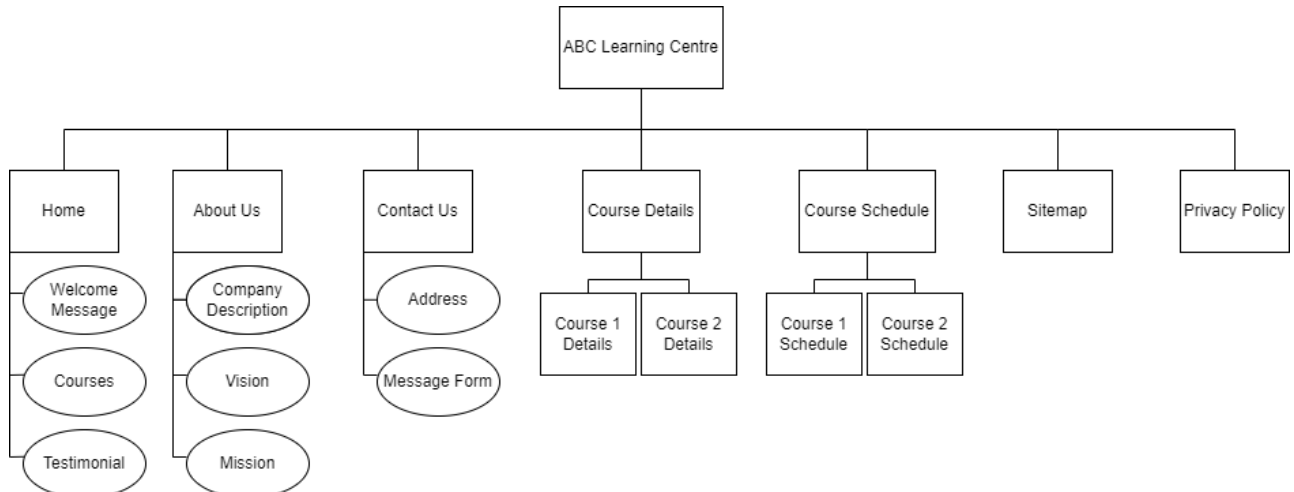 ABC Learning Centre
Home
About Us
Contact Us
Course Details
Course Schedule
Sitemap
Privacy Policy
Welcome
Message
Company
Description
Address
Course 1
Details
Course 2
Details
Course 1
Schedule
Course 2
Schedule
Courses
Vision
Message Form
Testimonial
Mission